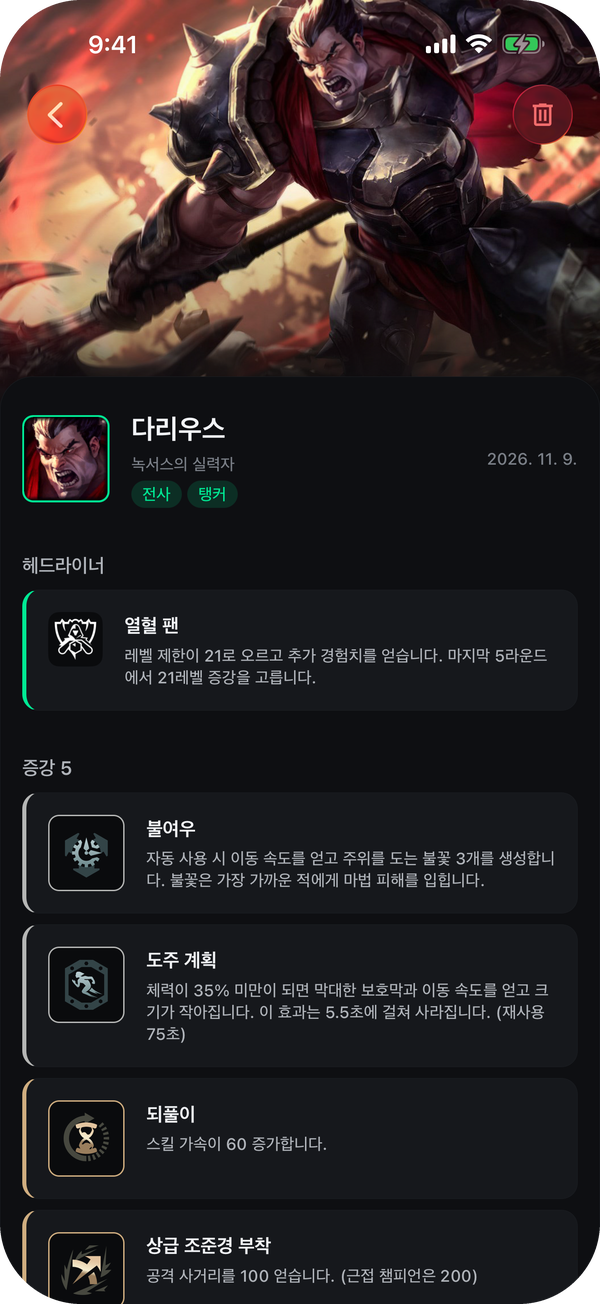 9:41
다리우스
녹서스의 실력자
2026. 11. 9.
전사 탱커
헤드라이너
열혈 팬
레벨 제한이 21로 오르고 추가 경험치를 얻습니다. 마지막 5라운드
에서 21레벨 증강을 고릅니다.
증강 5
불여우
자동 사용 시 이동 속도를 얻고 주위를 도는 불꽃 3개를 생성합니
다. 불꽃은 가장 가까운 적에게 마법 피해를 입힙니다.
도주 계획
체력이 35% 미만이 되면 막대한 보호막과 이동 속도를 얻고 크
기가 작아집니다. 이 효과는 5.5초에 걸쳐 사라집니다. (재사용
75초)
되풀이
스킬 가속이 60 증가합니다.
상급 조준경 부착
공격 사거리를 100 얻습니다. (근접 챔피언은 200)